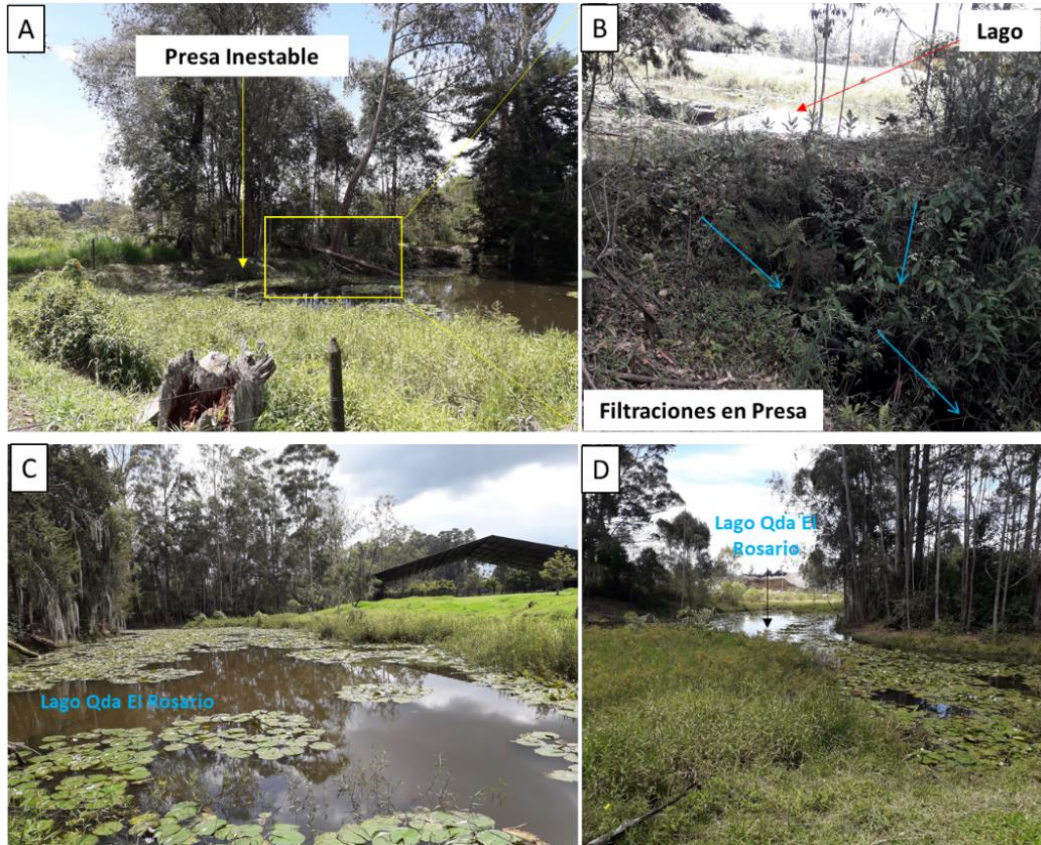 A
Presa Inestable
B
Lago
Filtraciones en Presa
C
Lago Qda El Rosario
D
Lago Qda El
Rosario